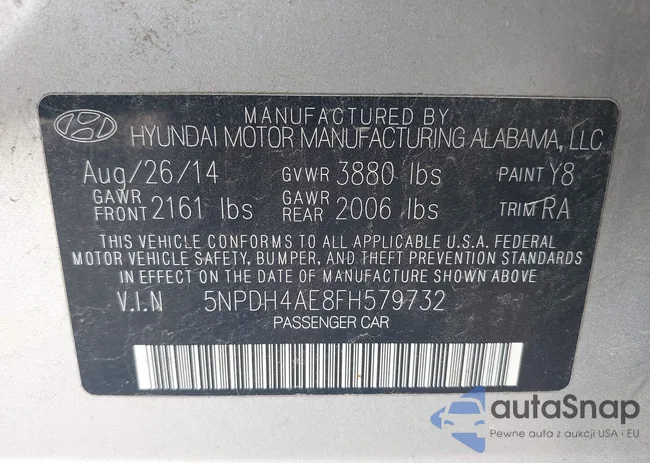 MANUFACTURED BY
HYUNDAI MOTOR MANUFACTURING ALABAMA, LLC
Aug/26/14 GVWR 3880 lbs PAINT Y8
GAWR FRONT 2161 lbs GAWR REAR 2006 lbs TRIM RA
THIS VEHICLE CONFORMS TO ALL APPLICABLE U.S.A. FEDERAL
MOTOR VEHICLE SAFETY, BUMPER, AND THEFT PREVENTION STANDARDS
IN EFFECT ON THE DATE OF MANUFACTURE SHOWN ABOVE
V.I.N 5NPDH4AE8FH579732
PASSENGER CAR
autaSnap
Pewne auta z aukcji USA i EU